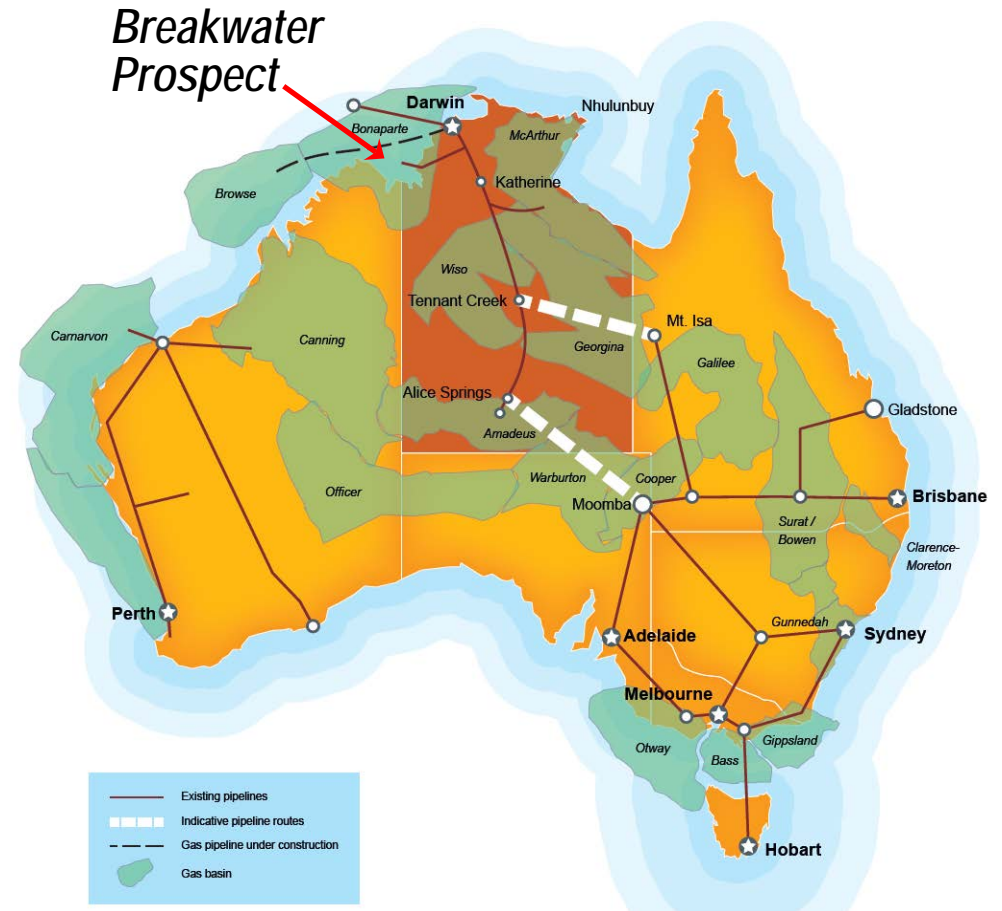 Breakwater
Prospect
Darwin
Nhulunbuy
Bonaparte
McArthur
Katherine
Browse
Wiso
Tennant Creek
Mt. Isa
Carnarvon
Canning
Georgina
Galilee
Alice Springs
Gladstone
Amadeus
Warburton
Cooper
Officer
Moomba
Brisbane
Surat /
Bowen
Clarence-
Moreton
Perth
Gunnedah
Adelaide
Sydney
Melbourne
Otway
Gippsland
Bass
Existing pipelines
Indicative pipeline routes
Gas pipeline under construction
Gas basin
Hobart